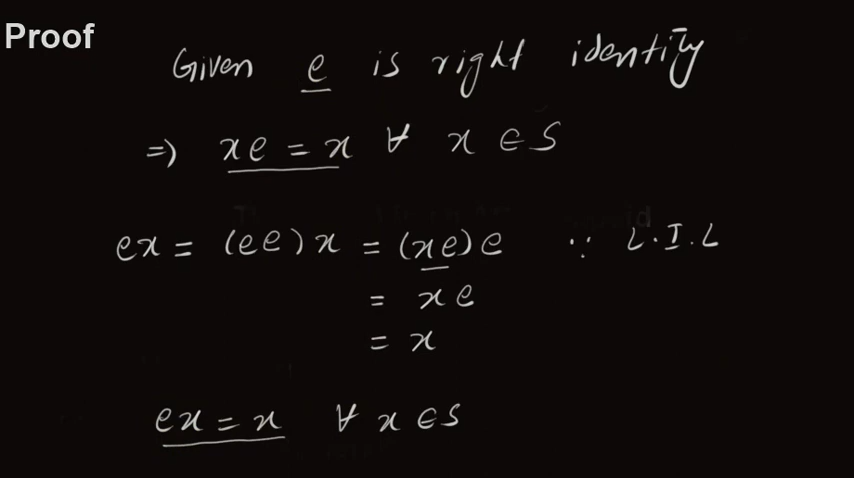 Proof
Given e is right identity
=> xe = x ∀ x ∈ S
ex = (ee)x = (xe)e ∵ L.I.L
= xe
= x
ex = x ∀ x ∈ S